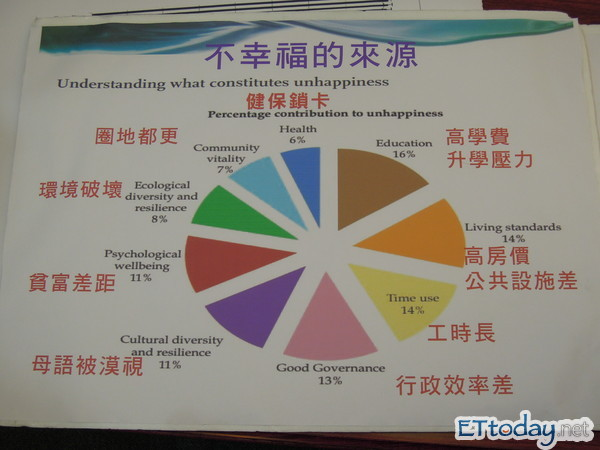 不幸福的來源
Understanding what constitutes unhappiness
健保鎖卡
Percentage contribution to unhappiness
Health
6%
Education
16%
高學費
升學壓力
Living standards
14%
高房價
公共設施差
Time use
14%
工時長
Good Governance
13%
行政效率差
Cultural diversity
and resilience
11%
母語被漠視
Psychological
wellbeing
11%
貧富差距
Ecological
diversity and
resilience
8%
環境破壞
Community
vitality
7%
圈地都更
ETtoday.net